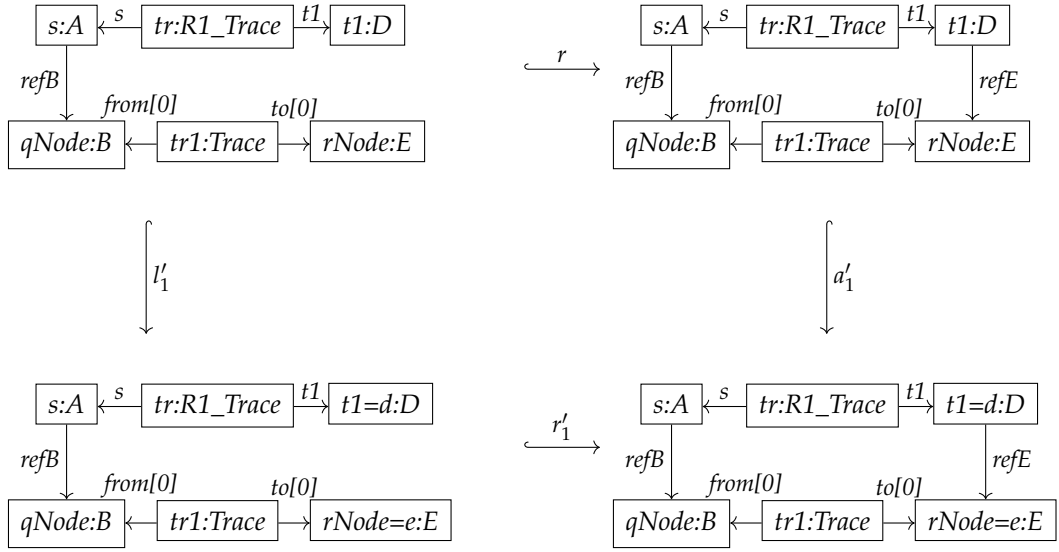 s:A s tr:R1_Trace t1 t1:D
refB
from[0] to[0]
qNode:B tr1:Trace rNode:E
r
s:A s tr:R1_Trace t1 t1:D
refB refE
from[0] to[0]
qNode:B tr1:Trace rNode:E
l′1
a′1
s:A s tr:R1_Trace t1 t1=d:D
refB
from[0] to[0]
qNode:B tr1:Trace rNode=e:E
r′1
s:A s tr:R1_Trace t1 t1=d:D
refB refE
from[0] to[0]
qNode:B tr1:Trace rNode=e:E